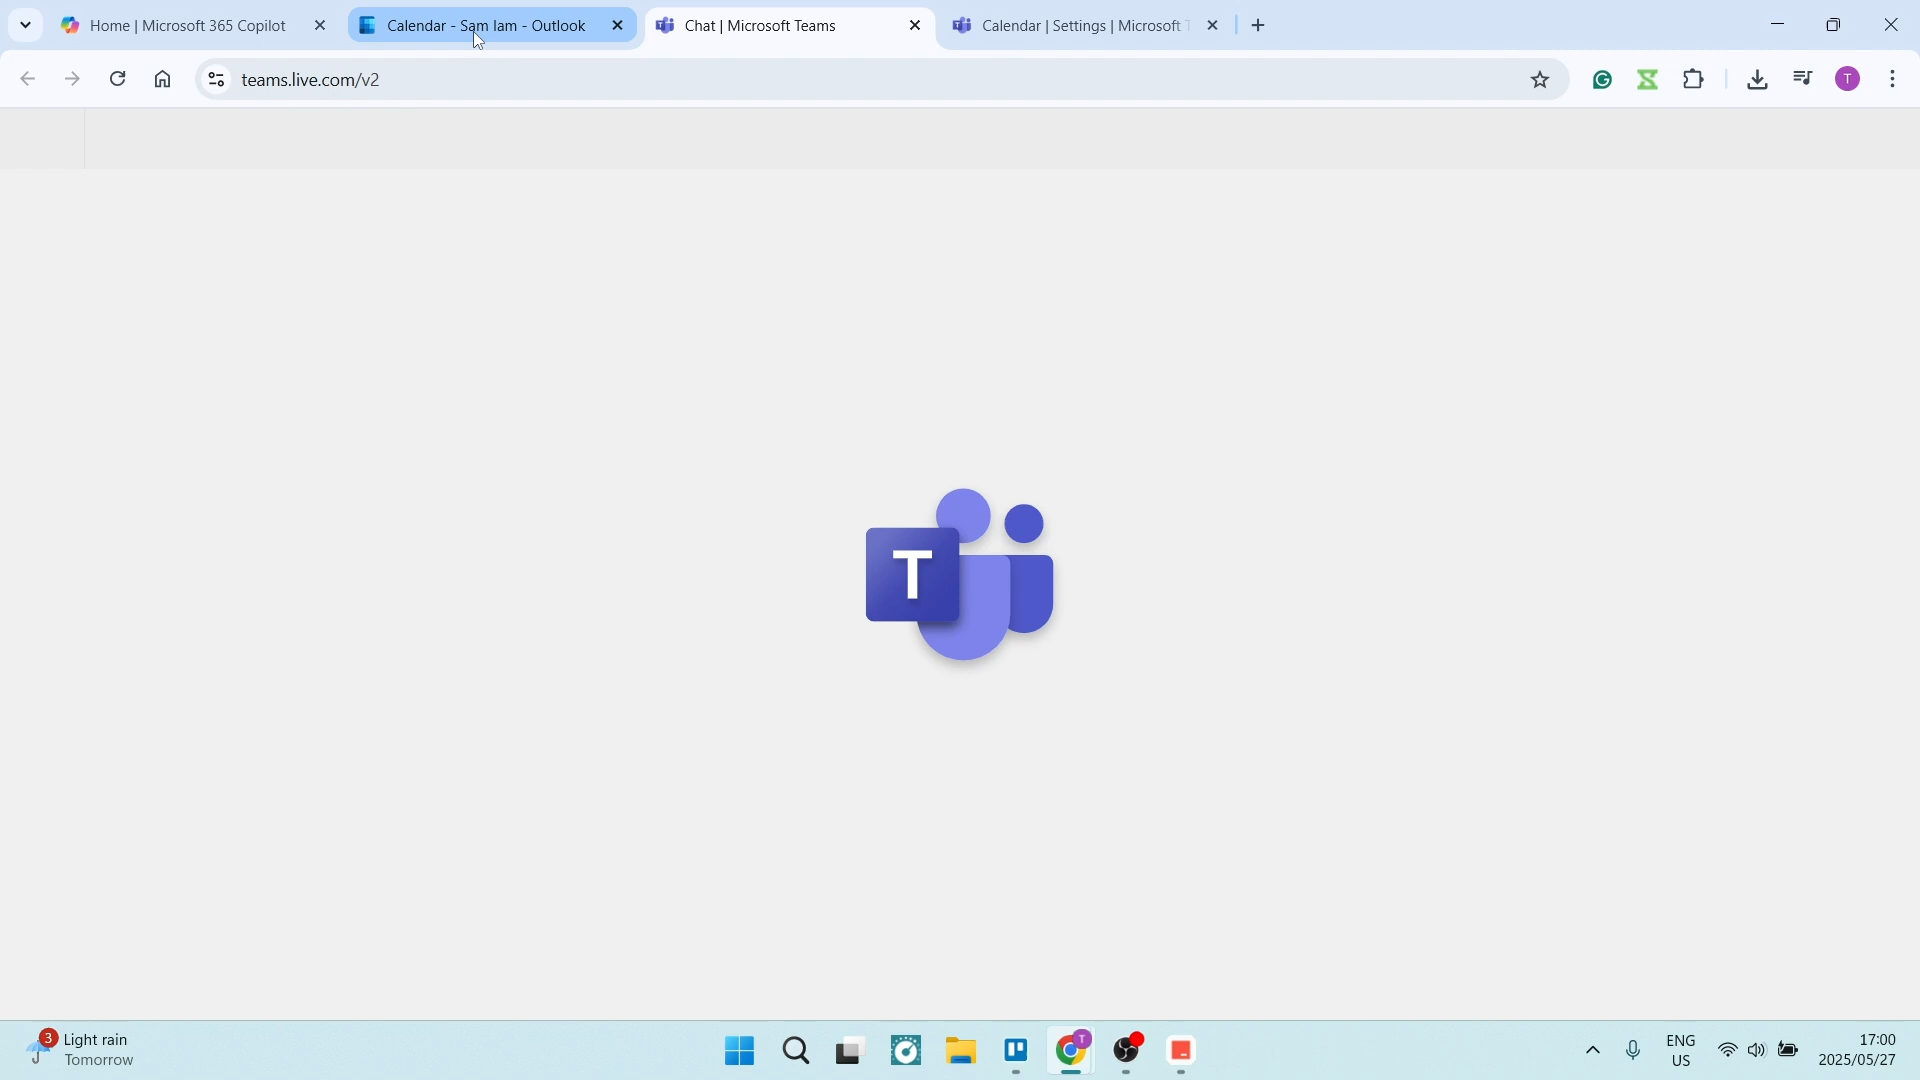 Home | Microsoft 365 Copilot
Calendar - Sam Iam - Outlook
Chat | Microsoft Teams
Calendar | Settings | Microsoft T
teams.live.com/v2
T
T
3
Light rain
Tomorrow
T
ENG
US
17:00
2025/05/27